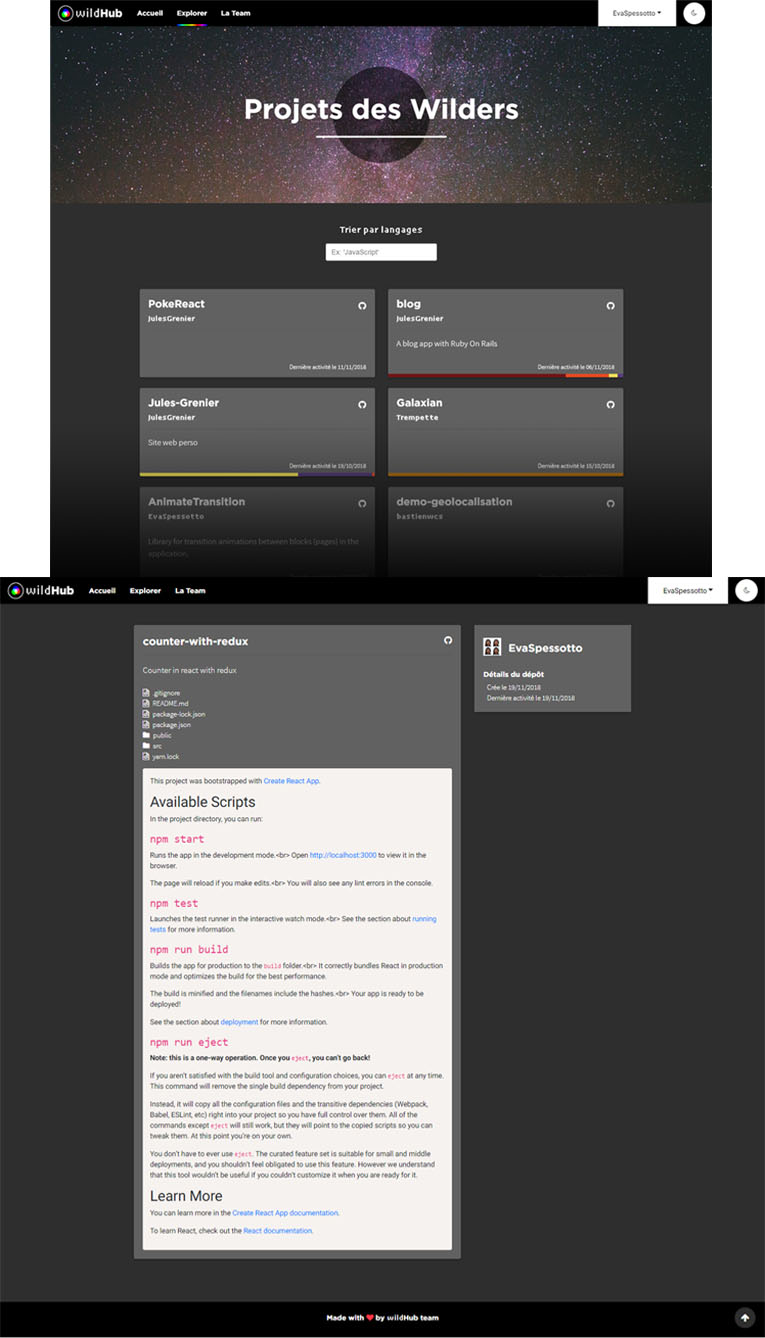 wildHub Accueil Explorer La Team EvaSpessotto
Projets des Wilders
Trier par langages
Ex: 'JavaScript'
PokeReact
JulesGrenier
Dernière activité le 11/11/2018
blog
JulesGrenier
A blog app with Ruby On Rails
Dernière activité le 06/11/2018
Jules-Grenier
JulesGrenier
Site web perso
Dernière activité le 19/10/2018
Galaxian
Trempette
Dernière activité le 15/10/2018
AnimateTransition
EvaSpessotto
Library for transition animations between blocks (pages) in the
application.
demo-geolocalisation
bastienwcs
wildHub Accueil Explorer La Team EvaSpessotto
counter-with-redux
Counter in react with redux
.gitignore
README.md
package-lock.json
package.json
public
src
yarn.lock
This project was bootstrapped with Create React App.
Available Scripts
In the project directory, you can run:
npm start
Runs the app in the development mode.<br> Open http://localhost:3000 to view it in the
browser.
The page will reload if you make edits.<br> You will also see any lint errors in the console.
npm test
Launches the test runner in the interactive watch mode.<br> See the section about running
tests for more information.
npm run build
Builds the app for production to the build folder.<br> It correctly bundles React in production
mode and optimizes the build for the best performance.
The build is minified and the filenames include the hashes.<br> Your app is ready to be
deployed!
See the section about deployment for more information.
npm run eject
Note: this is a one-way operation. Once you eject, you can't go back!
If you aren't satisfied with the build tool and configuration choices, you can eject at any time.
This command will remove the single build dependency from your project.
Instead, it will copy all the configuration files and the transitive dependencies (Webpack,
Babel, ESLint, etc) right into your project so you have full control over them. All of the
commands except eject will still work, but they will point to the copied scripts so you can
tweak them. At this point you're on your own.
You don't have to ever use eject. The curated feature set is suitable for small and middle
deployments, and you shouldn't feel obligated to use this feature. However we understand
that this tool wouldn't be useful if you couldn't customize it when you are ready for it.
Learn More
You can learn more in the Create React App documentation.
To learn React, check out the React documentation.
EvaSpessotto
Détails du dépôt
Crée le 19/11/2018
Dernière activité le 19/11/2018
Made with ❤ by wildHub team